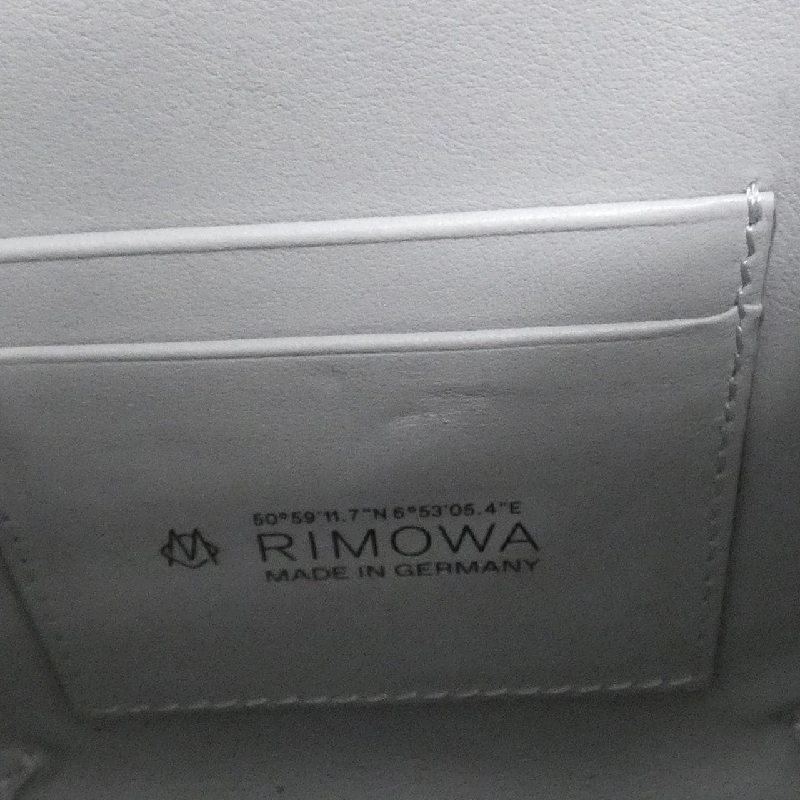 50°59'11.7"N 6°53'05.4"E
RIMOWA
MADE IN GERMANY